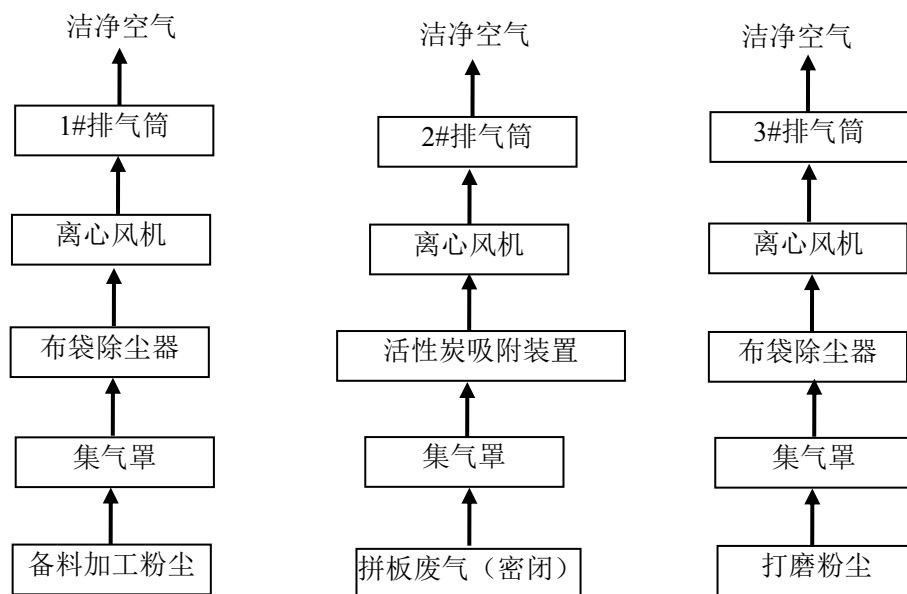 洁净空气
1#排气筒
离心风机
布袋除尘器
集气罩
备料加工粉尘
洁净空气
2#排气筒
离心风机
活性炭吸附装置
集气罩
拼板废气（密闭）
洁净空气
3#排气筒
离心风机
布袋除尘器
集气罩
打磨粉尘